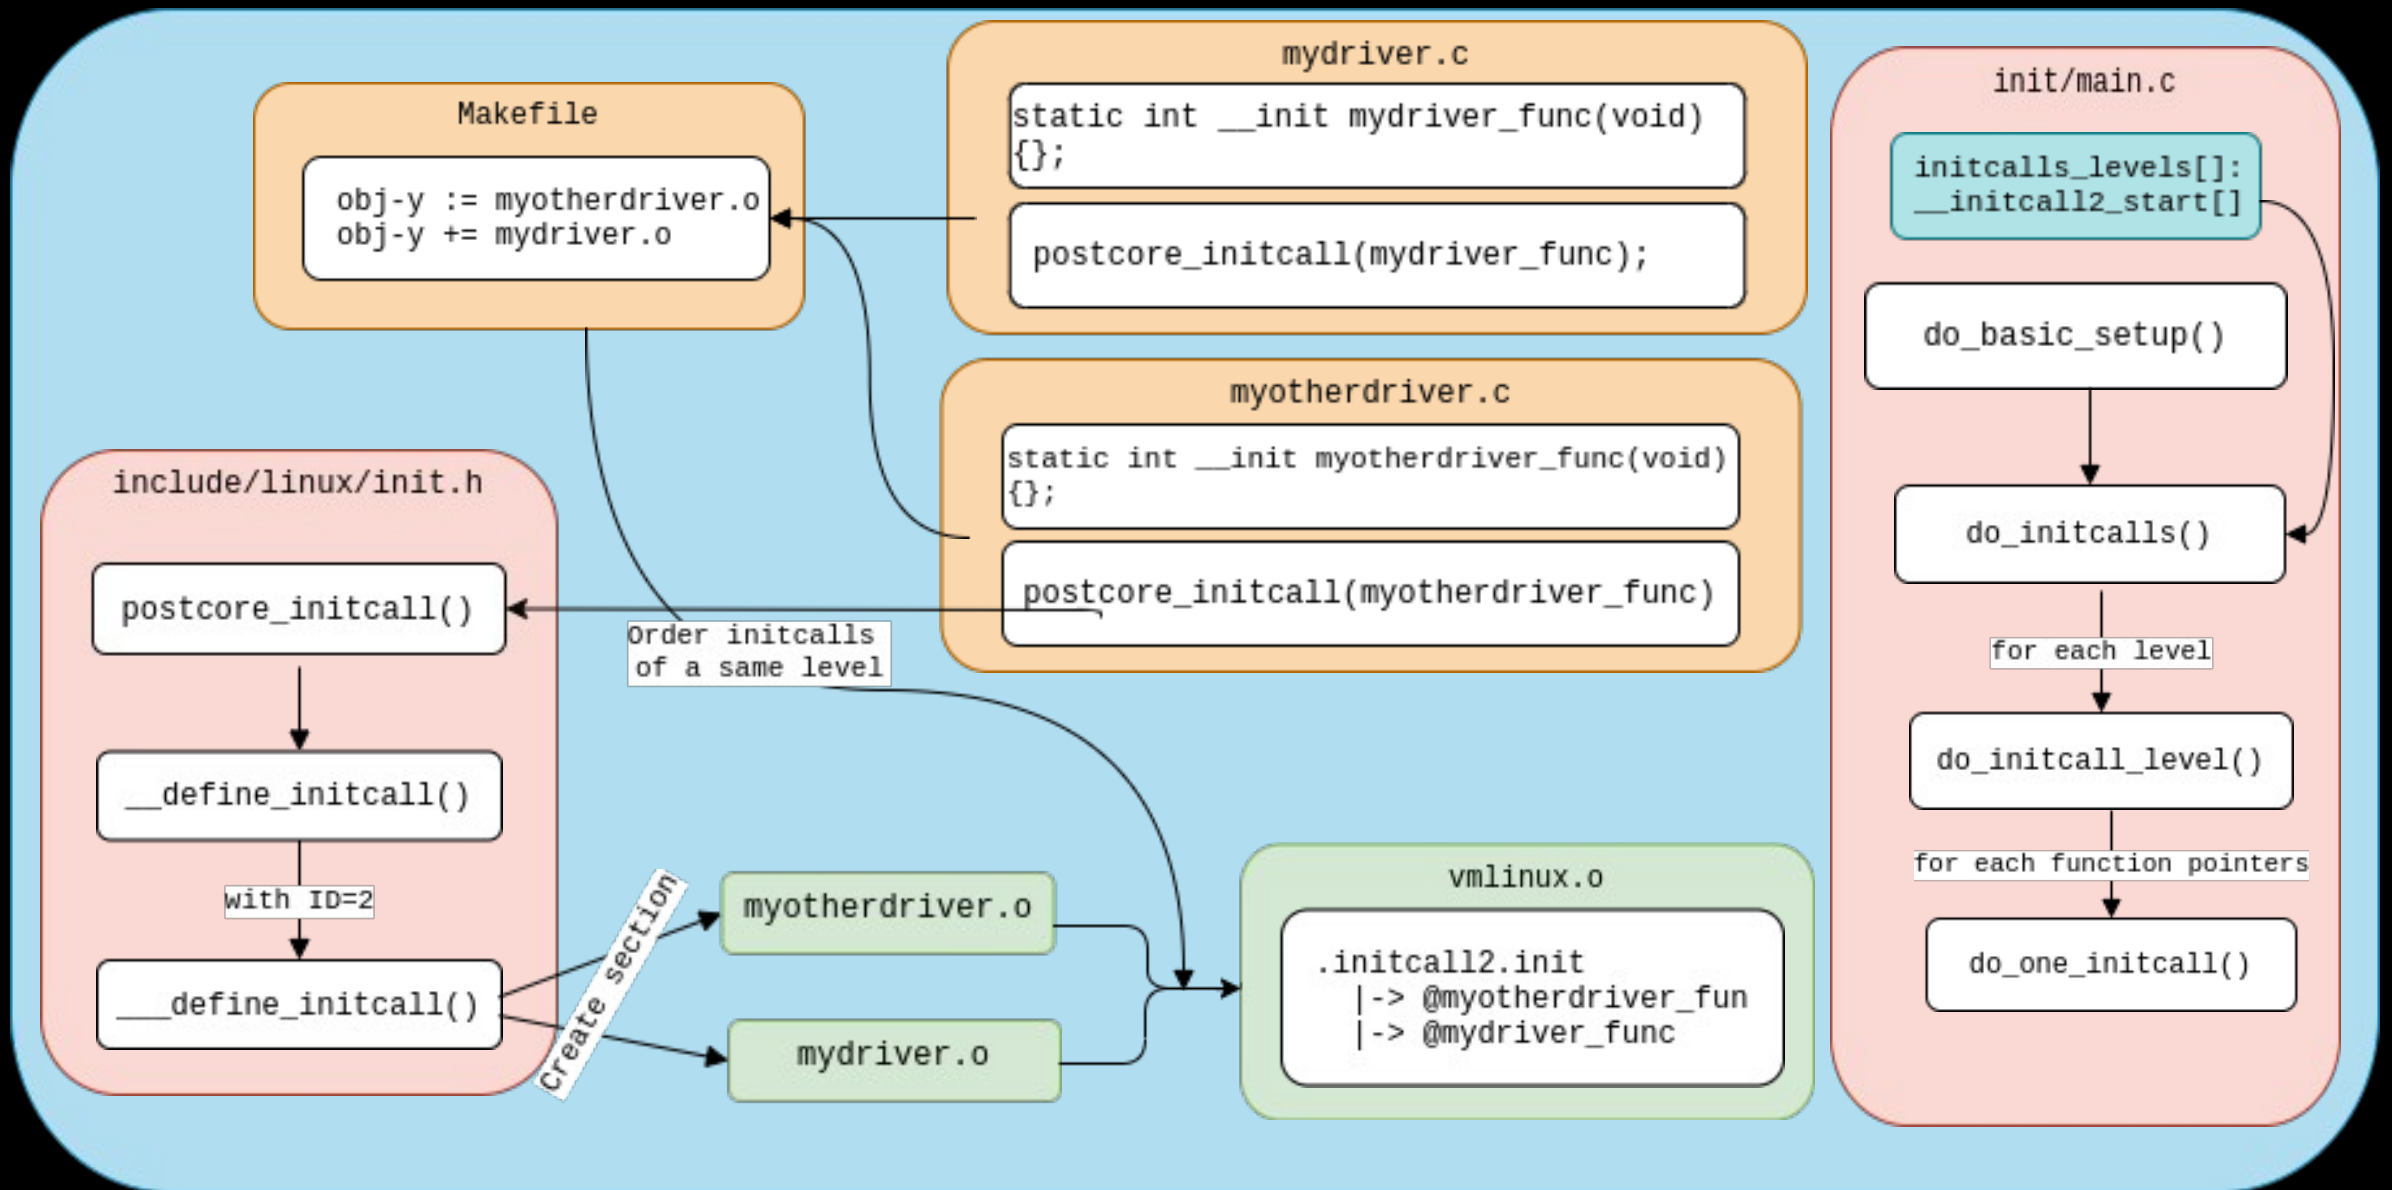 Makefile
obj-y := myotherdriver.o
obj-y += mydriver.o
mydriver.c
static int __init mydriver_func(void)
{};
postcore_initcall(mydriver_func);
myotherdriver.c
static int __init myotherdriver_func(void)
{};
postcore_initcall(myotherdriver_func)
init/main.c
initcalls_levels[]:
__initcall2_start[]
do_basic_setup()
do_initcalls()
for each level
do_initcall_level()
for each function pointers
do_one_initcall()
include/linux/init.h
postcore_initcall()
__define_initcall()
with ID=2
___define_initcall()
Order initcalls
of a same level
Create section
myotherdriver.o
mydriver.o
vmlinux.o
.initcall2.init
|-> @myotherdriver_fun
|-> @mydriver_func